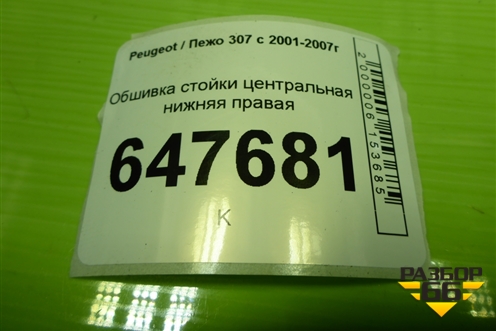 Peugeot / Пежо 307 с 2001-2007г
Обшивка стойки центральная
нижняя правая
647681
К
2000006153685
РАЗБОР
66